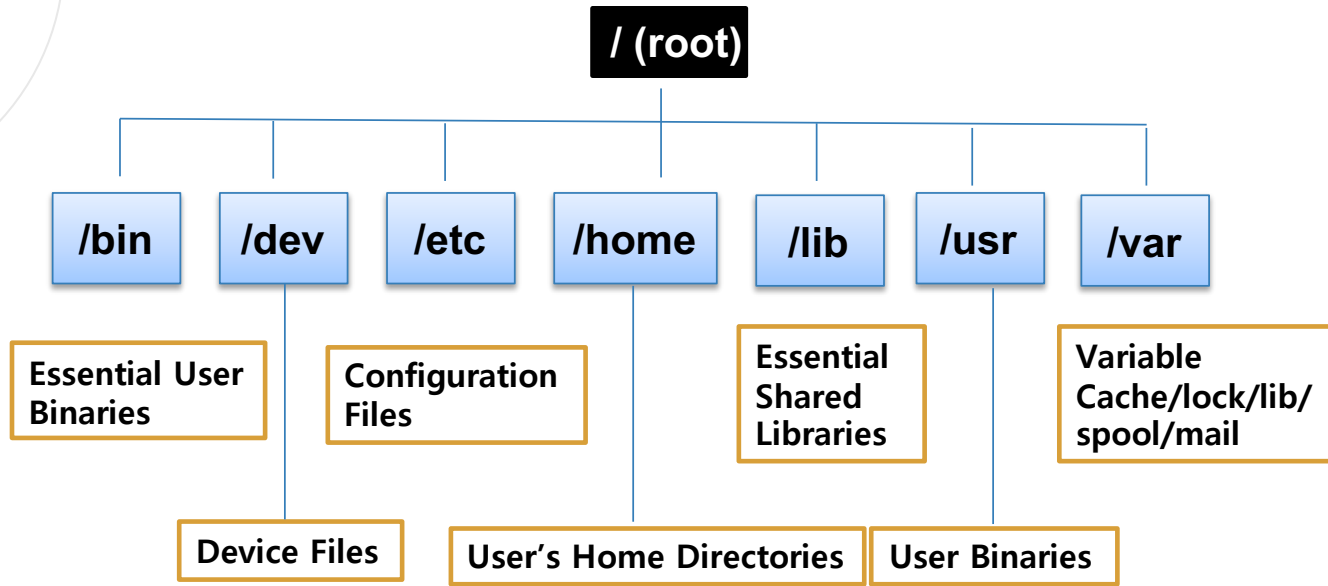 / (root)
/bin
/dev
/etc
/home
/lib
/usr
/var
Essential User
Binaries
Configuration
Files
Essential
Shared
Libraries
Variable
Cache/lock/lib/
spool/mail
Device Files
User’s Home Directories
User Binaries